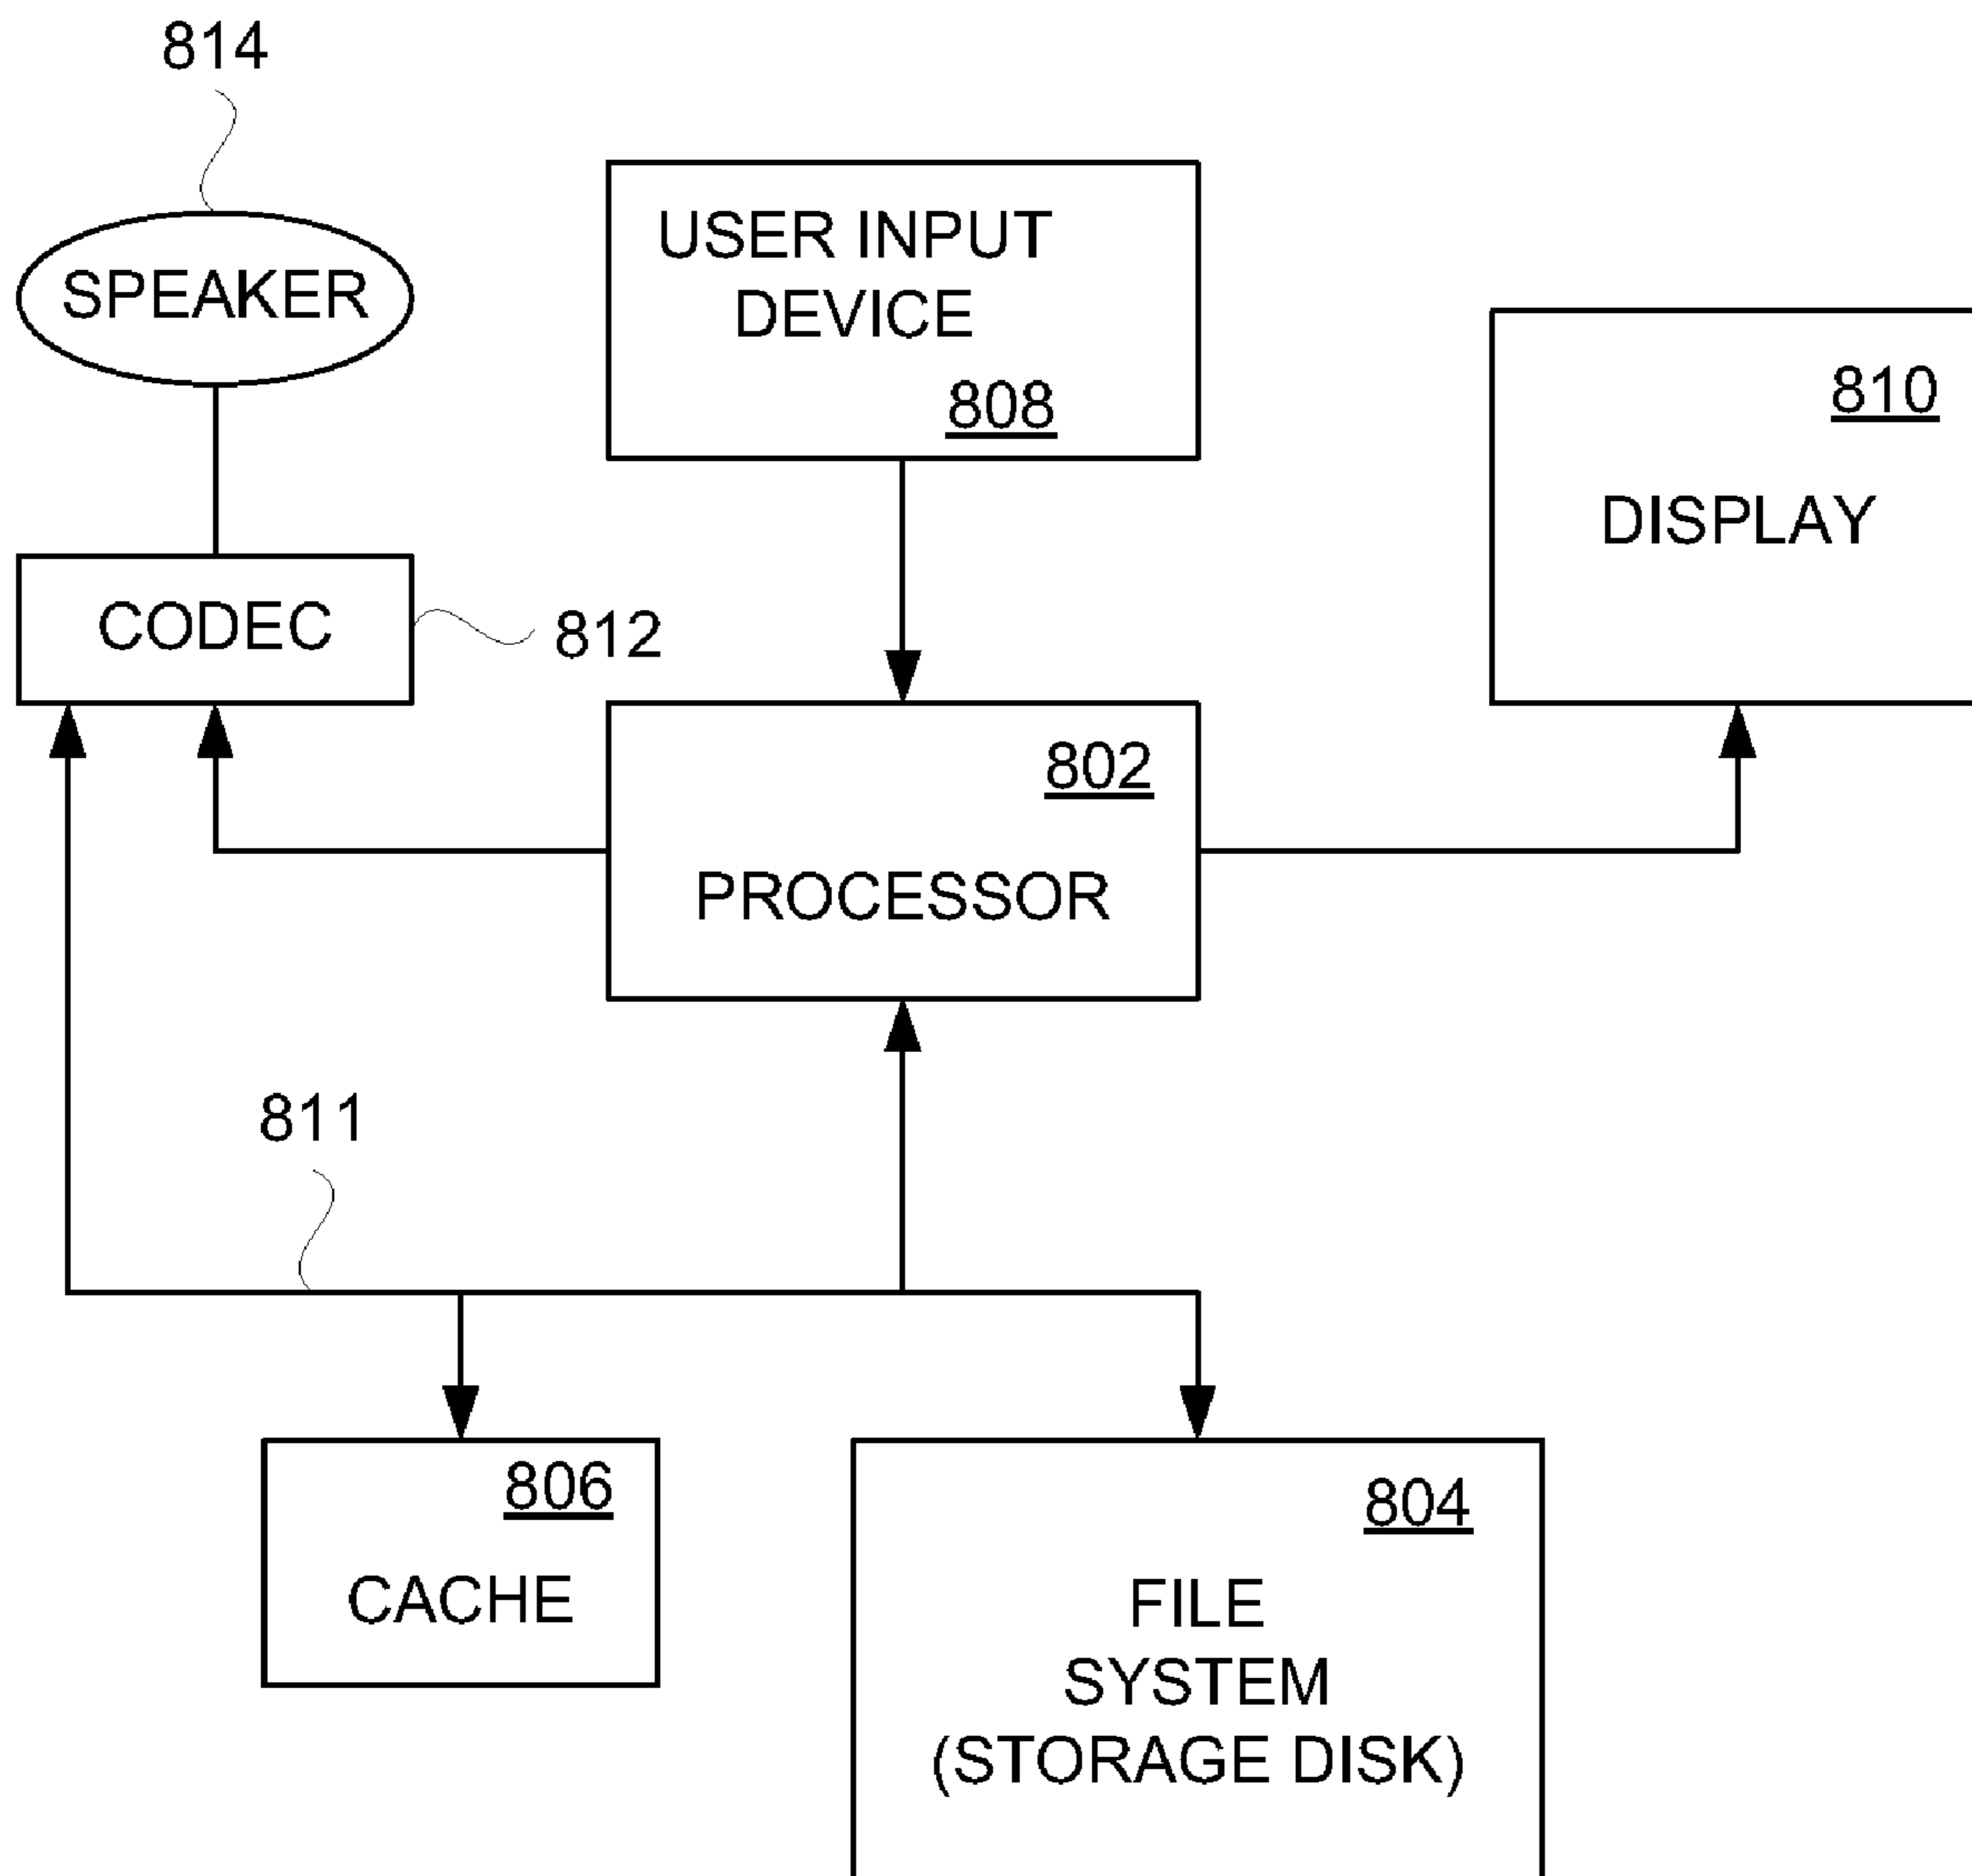 814
SPEAKER
USER INPUT
DEVICE
808
810
DISPLAY
CODEC
812
802
PROCESSOR
811
806
CACHE
804
FILE
SYSTEM
(STORAGE DISK)